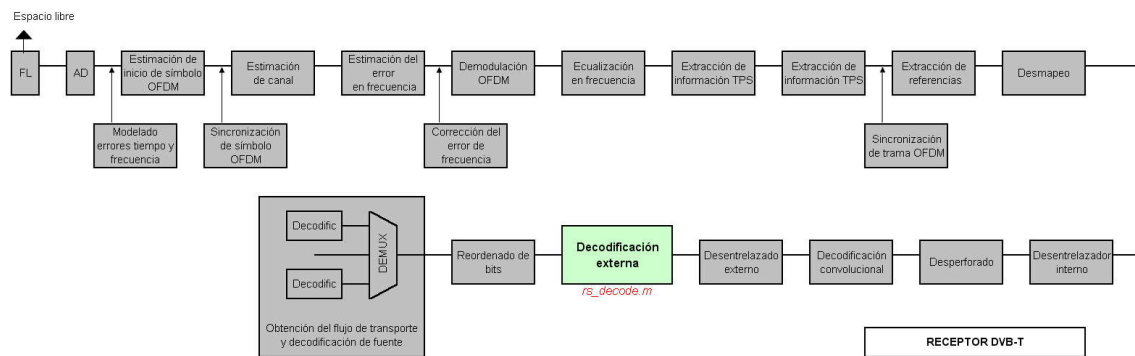 Espacio libre
FL
AD
Estimación de
inicio de símbolo
OFDM
Estimación
de canal
Estimación del
error
en frecuencia
Demodulación
OFDM
Ecualización
en frecuencia
Extracción de
información TPS
Extracción de
información TPS
Extracción de
referencias
Desmapeo
Modelado
errores tiempo y
frecuencia
Sincronización
de símbolo
OFDM
Corrección del
error de
frecuencia
Sincronización
de trama OFDM
Decodific
Decodific
DEMUX
Obtención del flujo de transporte
y decodificación de fuente
Reordenado de
bits
Decodificación
externa
rs_decode.m
Desentrelazado
externo
Decodificación
convolucional
Desperforado
Desentrelazador
interno
RECEPTOR DVB-T